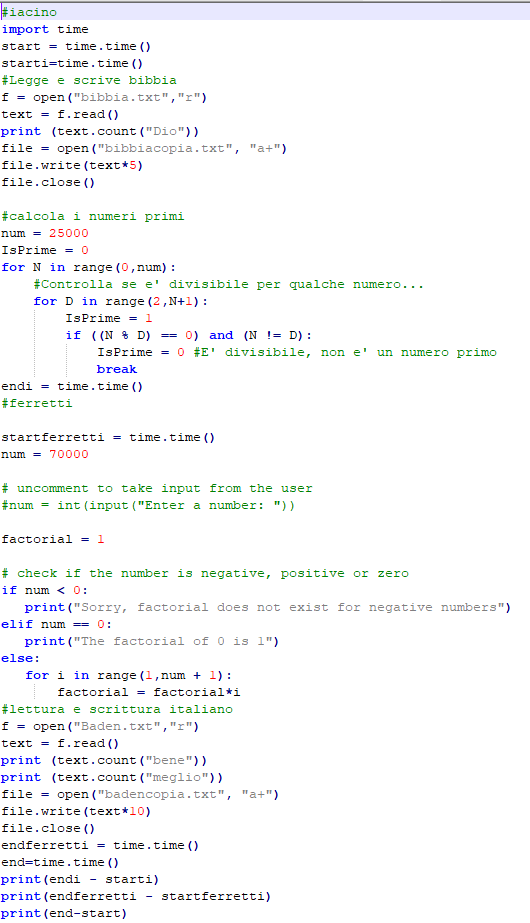 #iacino
import time
start = time.time()
starti=time.time()
#Legge e scrive bibbia
f = open("bibbia.txt","r")
text = f.read()
print (text.count("Dio"))
file = open("bibbiacopia.txt", "a+")
file.write(text*5)
file.close()

#calcola i numeri primi
num = 25000
IsPrime = 0
for N in range(0,num):
    #Controlla se e' divisibile per qualche numero...
    for D in range(2,N+1):
        IsPrime = 1
        if ((N % D) == 0) and (N != D):
            IsPrime = 0 #E' divisibile, non e' un numero primo
            break
endi = time.time()
#ferretti

startferretti = time.time()
num = 70000

# uncomment to take input from the user
#num = int(input("Enter a number: "))

factorial = 1

# check if the number is negative, positive or zero
if num < 0:
   print("Sorry, factorial does not exist for negative numbers")
elif num == 0:
   print("The factorial of 0 is 1")
else:
   for i in range(1,num + 1):
       factorial = factorial*i
#lettura e scrittura italiano
f = open("Baden.txt","r")
text = f.read()
print (text.count("bene"))
print (text.count("meglio"))
file = open("badencopia.txt", "a+")
file.write(text*10)
file.close()
endferretti = time.time()
end=time.time()
print(endi - starti)
print(endferretti - startferretti)
print(end-start)